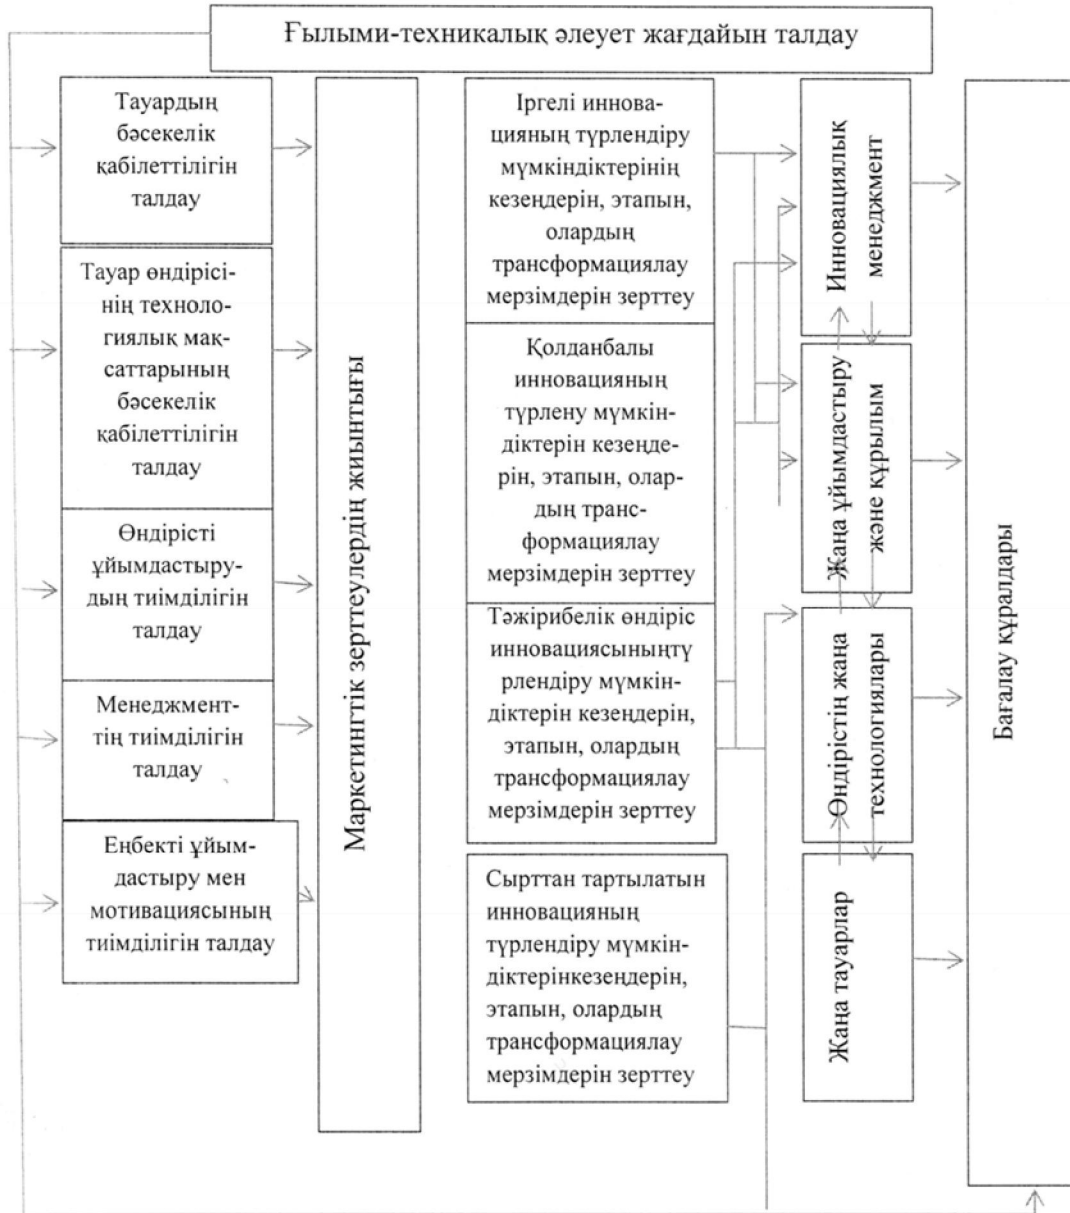 Ғылыми-техникалық әлеует жағдайын талдау
Тауардың
бәсекелік
қабілеттілігін
талдау
Тауар өндірісі-
нің техноло-
гиялық мақ-
саттарының
бәсекелік
қабілеттілігін
талдау
Өндірісті
ұйымдастыру-
дың тиімділігін
талдау
Менеджмент-
тің тиімділігін
талдау
Еңбекті ұйым-
дастыру мен
мотивациясының
тиімділігін талдау
Маркетингтік зерттеулердің жиынтығы
Іргелі иннова-
цияның түрлендіру
мүмкіндіктерінің
кезеңдерін, этапын,
олардың
трансформациялау
мерзімдерін зерттеу
Қолданбалы
инновацияның
түрлену мүмкін-
діктерін кезеңде-
рін, этапын, олар-
дың транс-
формациялау
мерзімдерін зерттеу
Тәжірибелік өндіріс
инновациясыныңтү
рлендіру мүмкін-
діктерін кезеңдерін,
этапын, олардың
трансформациялау
мерзімдерін зерттеу
Сырттан тартылатын
инновацияның
түрлендіру мүмкін-
діктерінкезеңдерін,
этапын, олардың
трансформациялау
мерзімдерін зерттеу
Инновациялық
менеджмент
Жаңа ұйымдастыру
және құрылым
Өндірістің жаңа
технологиялары
Жаңа тауарлар
Бағалау құралдары